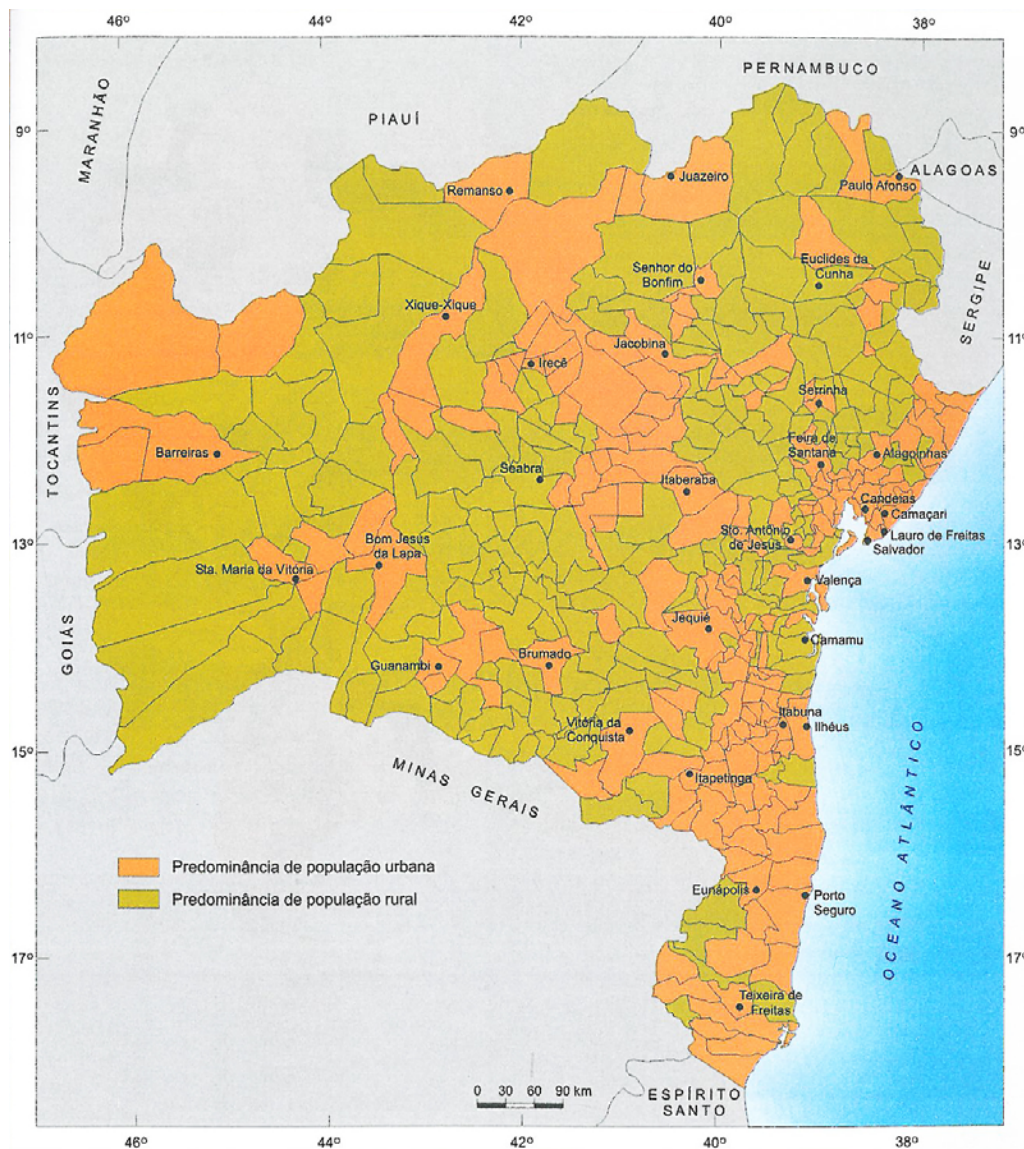 46º 44º 42º 40º 38º
PERNAMBUCO
MARANHÃO
PIAUÍ
9º 9º
ALAGOAS
Juazeiro
Remanso
Paulo Afonso
Euclides da
Cunha
Senhor do
Bonfim
SERGIPE
Xique-Xique
11º 11º
Jacobina
Irecê
Serrinha
TOCANTINS
Feira de
Santana
Alagoinhas
Barreiras
Seabra
Itaberaba
Candeias
Camaçari
Sto. Antônio
de Jesus
Lauro de Freitas
Salvador
13º 13º
Bom Jesus
da Lapa
Sta. Maria da Vitória
Valença
Jequié
Camamu
GOIÁS
Guanambi
Brumado
Itabuna
Ilhéus
Vitória da
Conquista
15º 15º
Itapetinga
MINAS GERAIS
OCEANO ATLÂNTICO
Predominância de população urbana
Predominância de população rural
Eunápolis
Porto
Seguro
17º 17º
Teixeira de
Freitas
0 30 60 90 km
ESPÍRITO
SANTO
46º 44º 42º 40º 38º